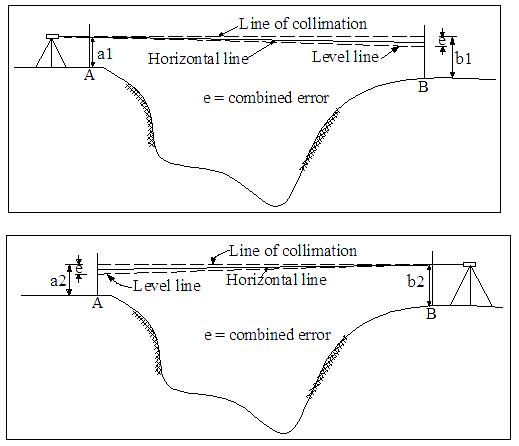 Line of collimation
e
a1
Horizontal line
Level line
b1
A
B
e = combined error
Line of collimation
e
a2
Level line
Horizontal line
b2
A
B
e = combined error